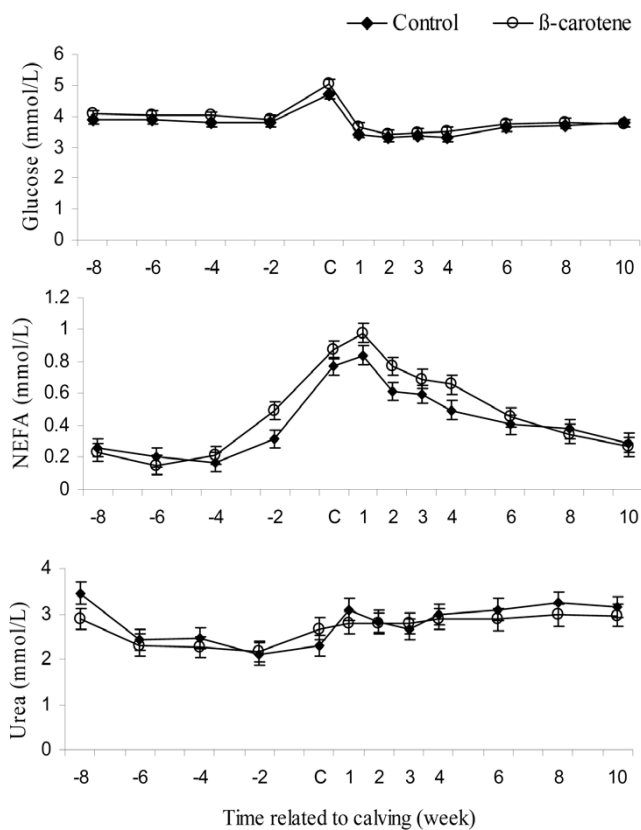 Control ß-carotene
Glucose (mmol/L)
6
5
4
3
2
1
0
-8 -6 -4 -2 C 1 2 3 4 6 8 10
NEFA (mmol/L)
1.2
1
0.8
0.6
0.4
0.2
0
-8 -6 -4 -2 C 1 2 3 4 6 8 10
Urea (mmol/L)
4
3
2
1
0
-8 -6 -4 -2 C 1 2 3 4 6 8 10
Time related to calving (week)